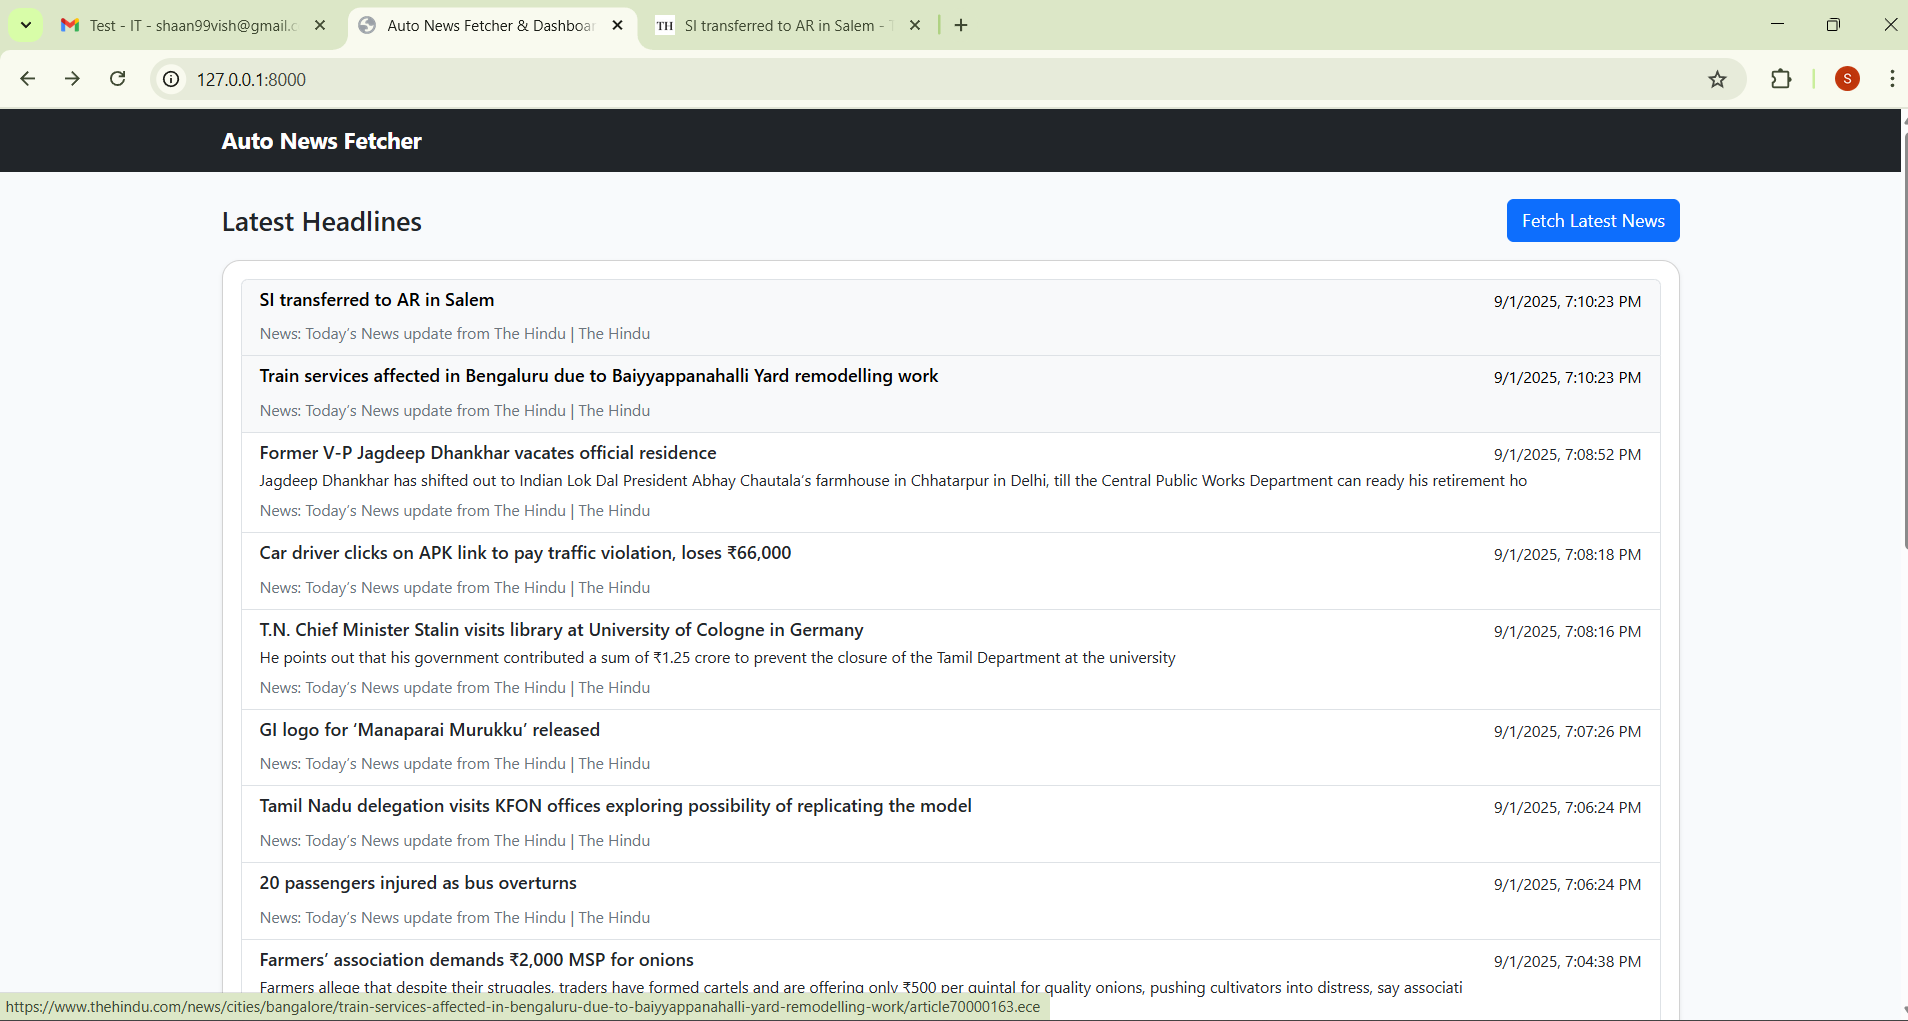 Test - IT - shaan99vish@gmail.c
Auto News Fetcher & Dashboar
TH SI transferred to AR in Salem -
127.0.0.1:8000
S
Auto News Fetcher
Latest Headlines
Fetch Latest News
SI transferred to AR in Salem
9/1/2025, 7:10:23 PM
News: Today’s News update from The Hindu | The Hindu
Train services affected in Bengaluru due to Baiyyappanahalli Yard remodelling work
9/1/2025, 7:10:23 PM
News: Today’s News update from The Hindu | The Hindu
Former V-P Jagdeep Dhankhar vacates official residence
9/1/2025, 7:08:52 PM
Jagdeep Dhankhar has shifted out to Indian Lok Dal President Abhay Chautala’s farmhouse in Chhatarpur in Delhi, till the Central Public Works Department can ready his retirement ho
News: Today’s News update from The Hindu | The Hindu
Car driver clicks on APK link to pay traffic violation, loses ₹66,000
9/1/2025, 7:08:18 PM
News: Today’s News update from The Hindu | The Hindu
T.N. Chief Minister Stalin visits library at University of Cologne in Germany
9/1/2025, 7:08:16 PM
He points out that his government contributed a sum of ₹1.25 crore to prevent the closure of the Tamil Department at the university
News: Today’s News update from The Hindu | The Hindu
GI logo for ‘Manaparai Murukku’ released
9/1/2025, 7:07:26 PM
News: Today’s News update from The Hindu | The Hindu
Tamil Nadu delegation visits KFON offices exploring possibility of replicating the model
9/1/2025, 7:06:24 PM
News: Today’s News update from The Hindu | The Hindu
20 passengers injured as bus overturns
9/1/2025, 7:06:24 PM
News: Today’s News update from The Hindu | The Hindu
Farmers’ association demands ₹2,000 MSP for onions
9/1/2025, 7:04:38 PM
Farmers allege that despite their struggles, traders have formed cartels and are offering only ₹500 per quintal for quality onions, pushing cultivators into distress, say associati
https://www.thehindu.com/news/cities/bangalore/train-services-affected-in-bengaluru-due-to-baiyyappanahalli-yard-remodelling-work/article70000163.ece